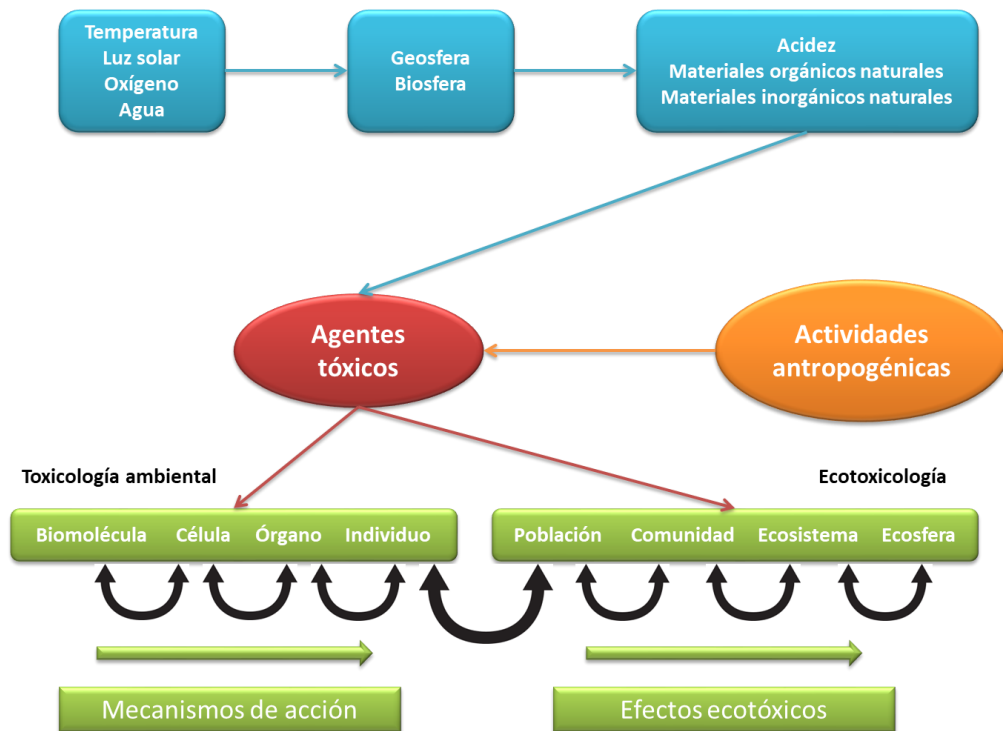 Temperatura
Luz solar
Oxígeno
Agua
Geosfera
Biosfera
Acidez
Materiales orgánicos naturales
Materiales inorgánicos naturales
Agentes
tóxicos
Actividades
antropogénicas
Toxicología ambiental
Ecotoxicología
Biomolécula Célula Órgano Individuo
Población Comunidad Ecosistema Ecosfera
Mecanismos de acción
Efectos ecotóxicos